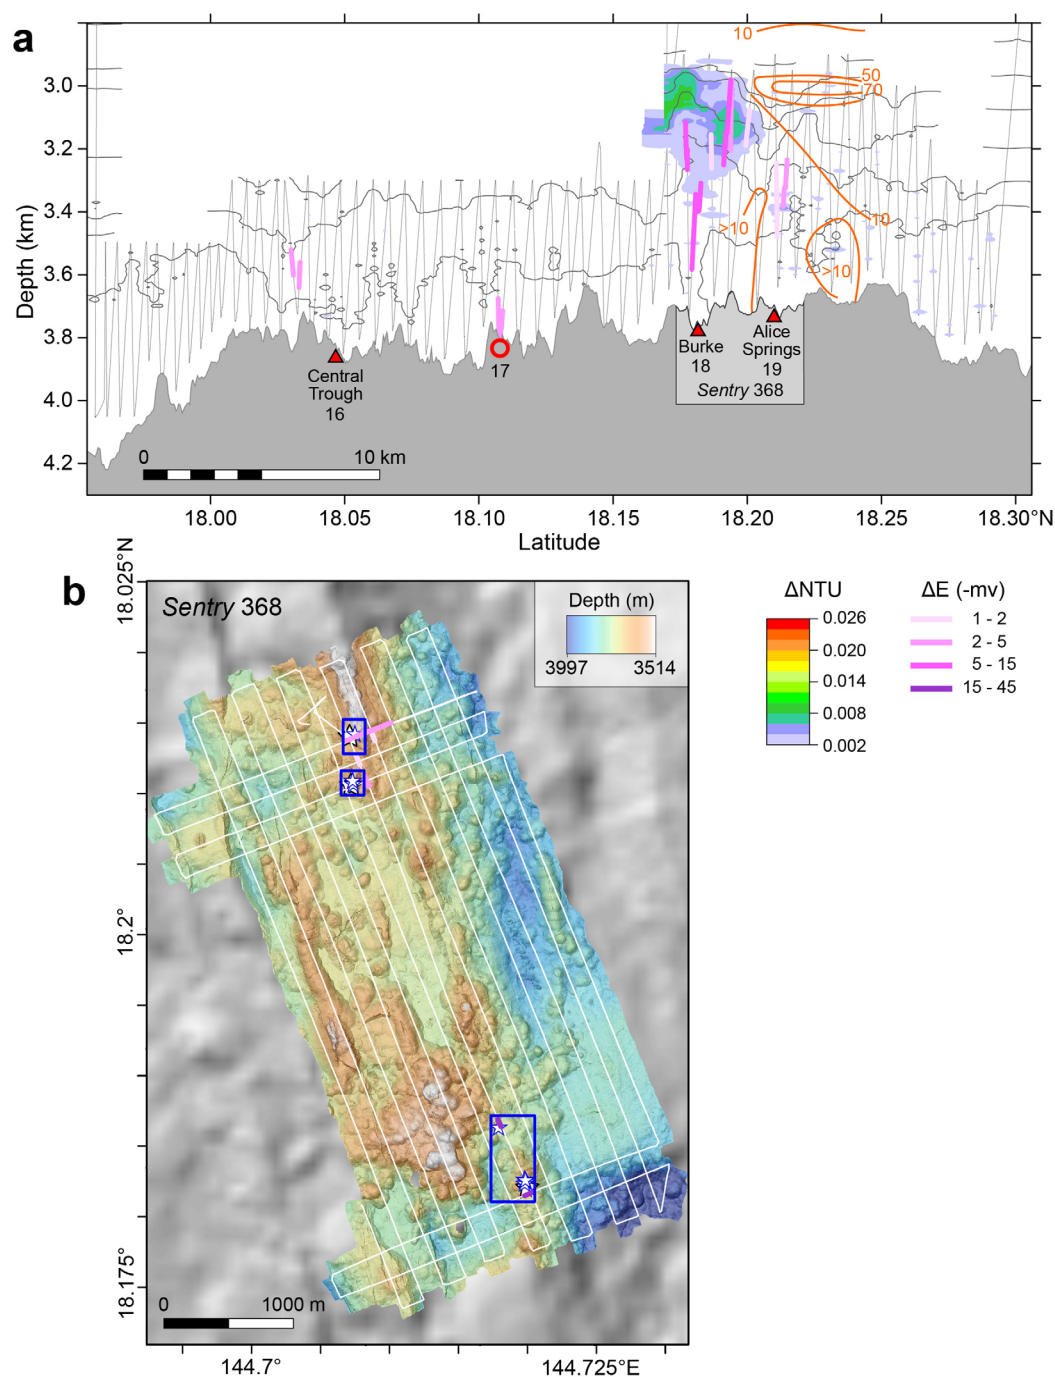 a
10
50
70
3.0
3.2
3.4
3.6
3.8
4.0
4.2
Depth (km)
>10
10
>10
Burke
18
Alice
Springs
19
Sentry 368
Central
Trough
16
17
0 10 km
18.00 18.05 18.10 18.15 18.20 18.25 18.30°N
Latitude
b
Sentry 368
Depth (m)
3997 3514
18.025°N
18.2°
18.175°
0 1000 m
144.7° 144.725°E
ΔNTU
0.026
0.020
0.014
0.008
0.002
ΔE (-mv)
1 - 2
2 - 5
5 - 15
15 - 45